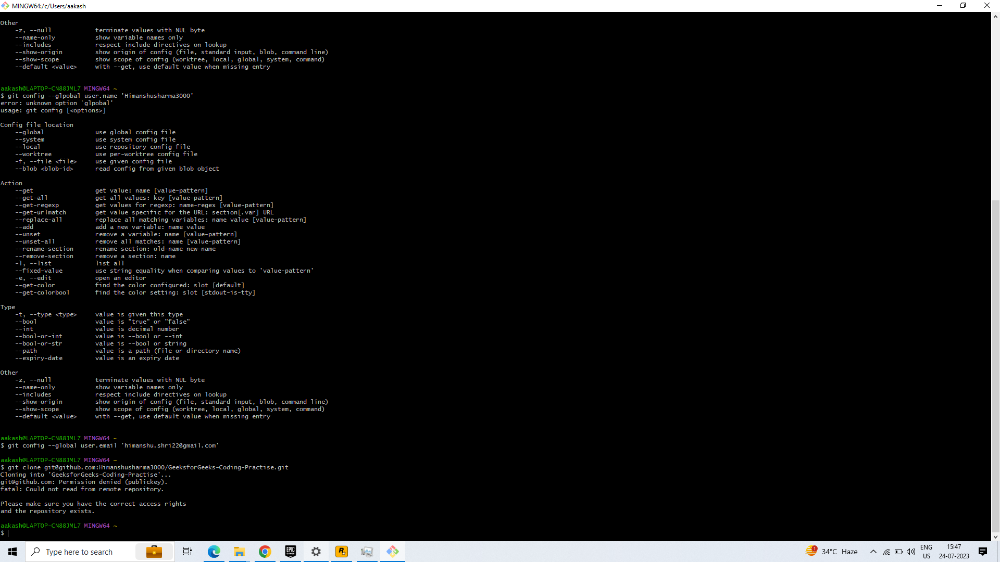 MINGW64:/c/Users/aakash
Other
    -z, --null            terminate values with NUL byte
    --name-only           show variable names only
    --includes            respect include directives on lookup
    --show-origin         show origin of config (file, standard input, blob, command line)
    --show-scope          show scope of config (worktree, local, global, system, command)
    --default <value>     with --get, use default value when missing entry
aakash@LAPTOP-CN88JML7 MINGW64 ~
$ git config --glpobal user.name 'Himanshusharma3000'
error: unknown option `glpobal'
usage: git config [<options>]
Config file location
    --global              use global config file
    --system              use system config file
    --local               use repository config file
    --worktree            use per-worktree config file
    -f, --file <file>     use given config file
    --blob <blob-id>      read config from given blob object
Action
    --get                 get value: name [value-pattern]
    --get-all             get all values: key [value-pattern]
    --get-regexp          get values for regexp: name-regex [value-pattern]
    --get-urlmatch        get value specific for the URL: section[.var] URL
    --replace-all         replace all matching variables: name value [value-pattern]
    --add                 add a new variable: name value
    --unset               remove a variable: name [value-pattern]
    --unset-all           remove all matches: name [value-pattern]
    --rename-section      rename section: old-name new-name
    --remove-section      remove a section: name
    -l, --list            list all
    --fixed-value         use string equality when comparing values to 'value-pattern'
    -e, --edit            open an editor
    --get-color           find the color configured: slot [default]
    --get-colorbool       find the color setting: slot [stdout-is-tty]
Type
    -t, --type <type>     value is given this type
    --bool                value is "true" or "false"
    --int                 value is decimal number
    --bool-or-int         value is --bool or --int
    --bool-or-str         value is --bool or string
    --path                value is a path (file or directory name)
    --expiry-date         value is an expiry date
Other
    -z, --null            terminate values with NUL byte
    --name-only           show variable names only
    --includes            respect include directives on lookup
    --show-origin         show origin of config (file, standard input, blob, command line)
    --show-scope          show scope of config (worktree, local, global, system, command)
    --default <value>     with --get, use default value when missing entry
aakash@LAPTOP-CN88JML7 MINGW64 ~
$ git config --global user.email 'himanshu.shri22@gmail.com'
aakash@LAPTOP-CN88JML7 MINGW64 ~
$ git clone git@github.com:Himanshusharma3000/GeeksforGeeks-Coding-Practise.git
Cloning into 'GeeksforGeeks-Coding-Practise'...
git@github.com: Permission denied (publickey).
fatal: Could not read from remote repository.
Please make sure you have the correct access rights
and the repository exists.
aakash@LAPTOP-CN88JML7 MINGW64 ~
$
Type here to search
EPIC GAMES
R
1
34°C Haze
ENG
US
15:47
24-07-2023